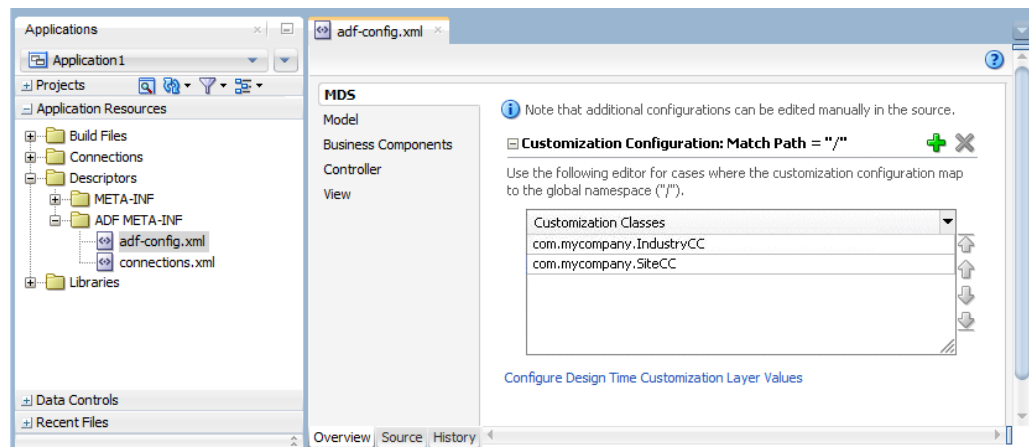 Applications
Application1
Projects
Application Resources
Build Files
Connections
Descriptors
META-INF
ADF META-INF
adf-config.xml
connections.xml
Libraries
Data Controls
Recent Files
adf-config.xml
MDS
Model
Business Components
Controller
View
Note that additional configurations can be edited manually in the source.
Customization Configuration: Match Path = "/"
Use the following editor for cases where the customization configuration map
to the global namespace ("/").
Customization Classes
com.mycompany.IndustryCC
com.mycompany.SiteCC
Configure Design Time Customization Layer Values
Overview Source History